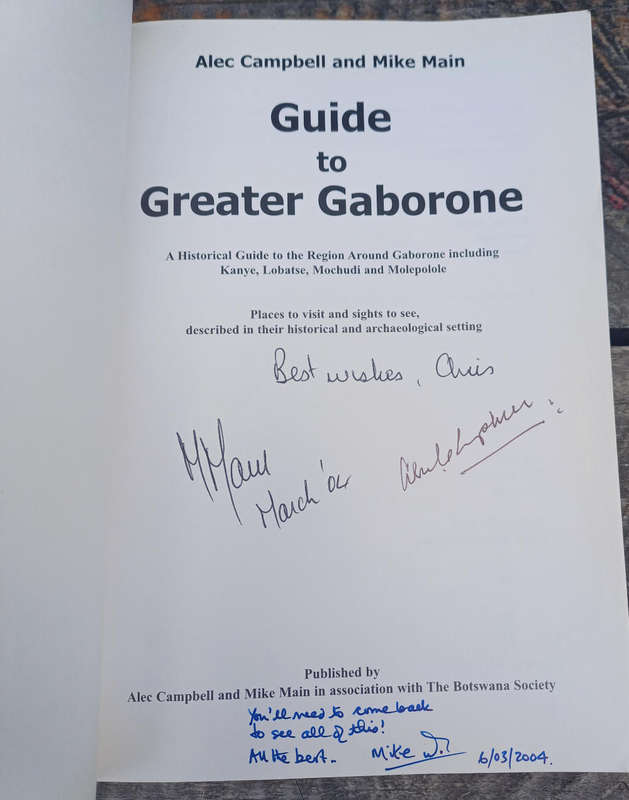 Alec Campbell and Mike Main
Guide
to
Greater Gaborone
A Historical Guide to the Region Around Gaborone including
Kanye, Lobatse, Mochudi and Molepolole
Places to visit and sights to see,
described in their historical and archaeological setting
Best wishes, Chris
March '04
Published by
Alec Campbell and Mike Main in association with The Botswana Society
You'll need to come back
to see all of this!
All the best. Mike W. 6/03/2004.